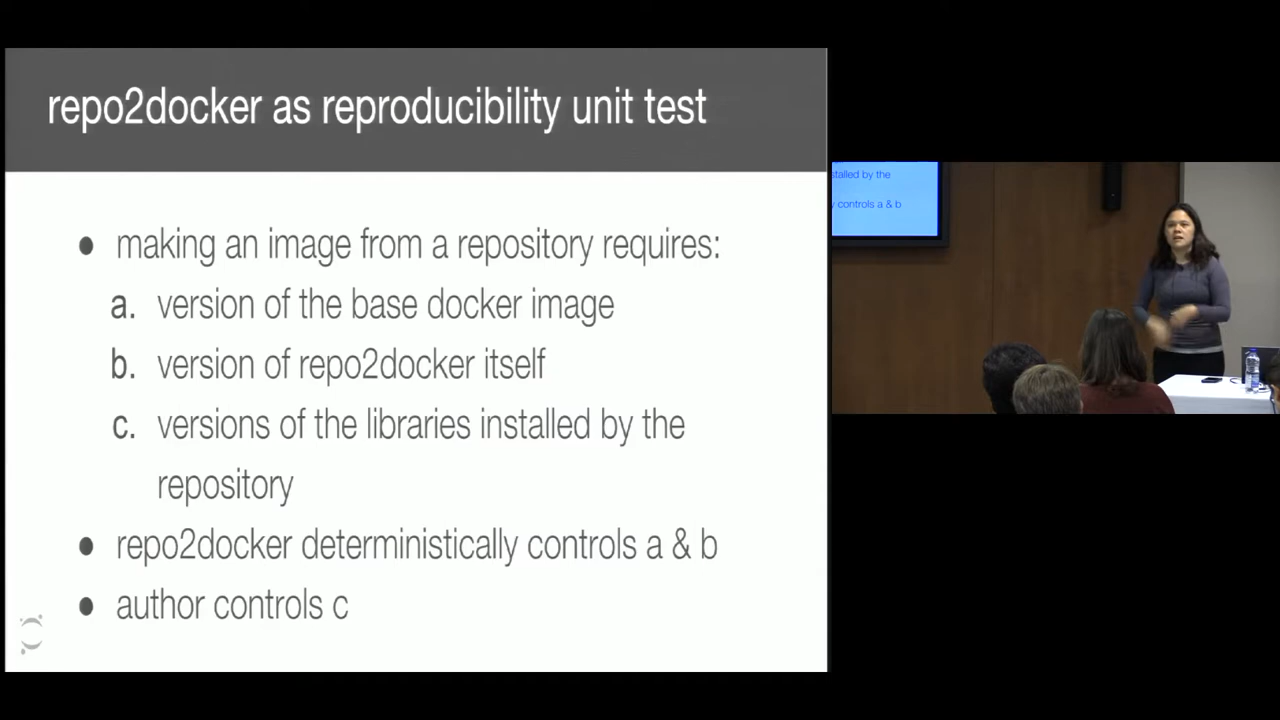 repo2docker as reproducibility unit test
● making an image from a repository requires:
a. version of the base docker image
b. version of repo2docker itself
c. versions of the libraries installed by the
repository
● repo2docker deterministically controls a & b
● author controls c
stalled by the
controls a & b